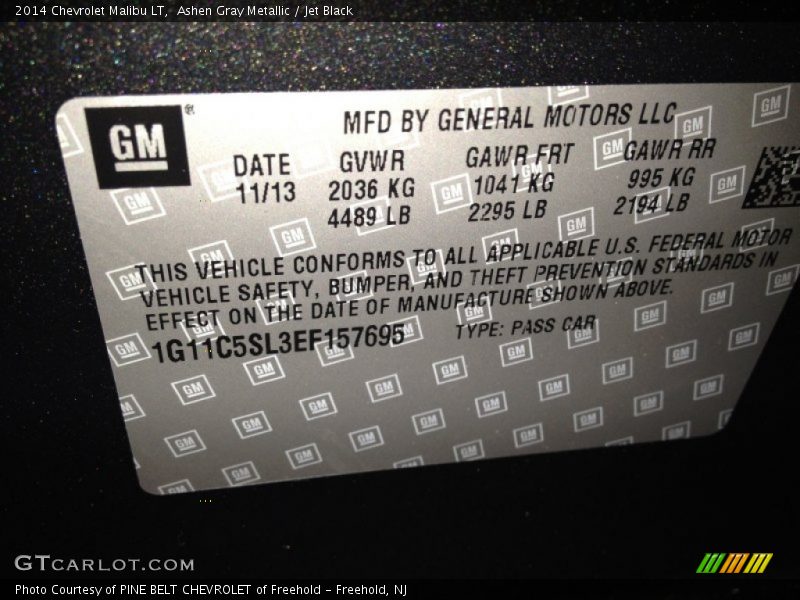 2014 Chevrolet Malibu LT,  Ashen Gray Metallic / Jet Black
GM ® MFD BY GENERAL MOTORS LLC
DATE GVWR GAWR FRT GAWR RR
11/13 2036 KG 1041 KG 995 KG
4489 LB 2295 LB 2194 LB
THIS VEHICLE CONFORMS TO ALL APPLICABLE U.S. FEDERAL MOTOR
VEHICLE SAFETY, BUMPER, AND THEFT PREVENTION STANDARDS IN
EFFECT ON THE DATE OF MANUFACTURE SHOWN ABOVE.
1G11C5SL3EF157695 TYPE: PASS CAR
GTCARLOT.COM
Photo Courtesy of PINE BELT CHEVROLET of Freehold - Freehold, NJ